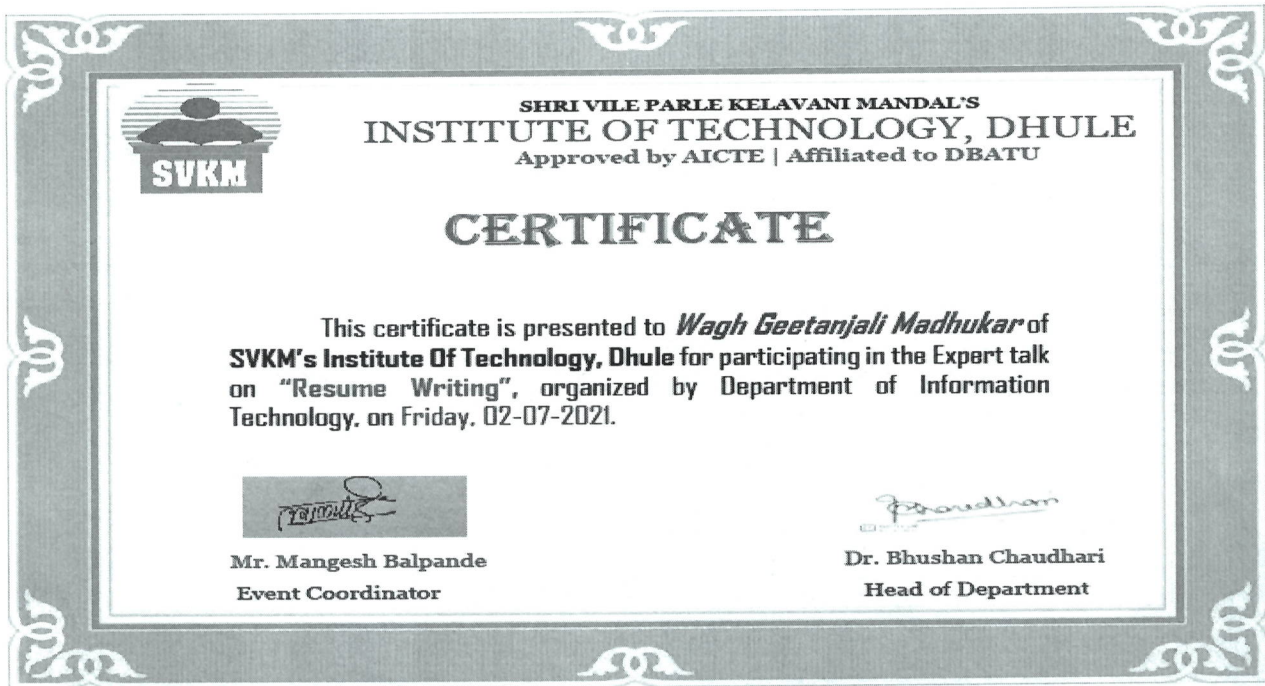 SHRI VILE PARLE KELAVANI MANDAL'S
INSTITUTE OF TECHNOLOGY, DHULE
Approved by AICTE | Affiliated to DBATU
SVKM
CERTIFICATE
This certificate is presented to Wagh Geetanjali Madhukar of
SVKM's Institute Of Technology, Dhule for participating in the Expert talk
on "Resume Writing", organized by Department of Information
Technology, on Friday, 02-07-2021.
Mr. Mangesh Balpande
Event Coordinator
Dr. Bhushan Chaudhari
Head of Department